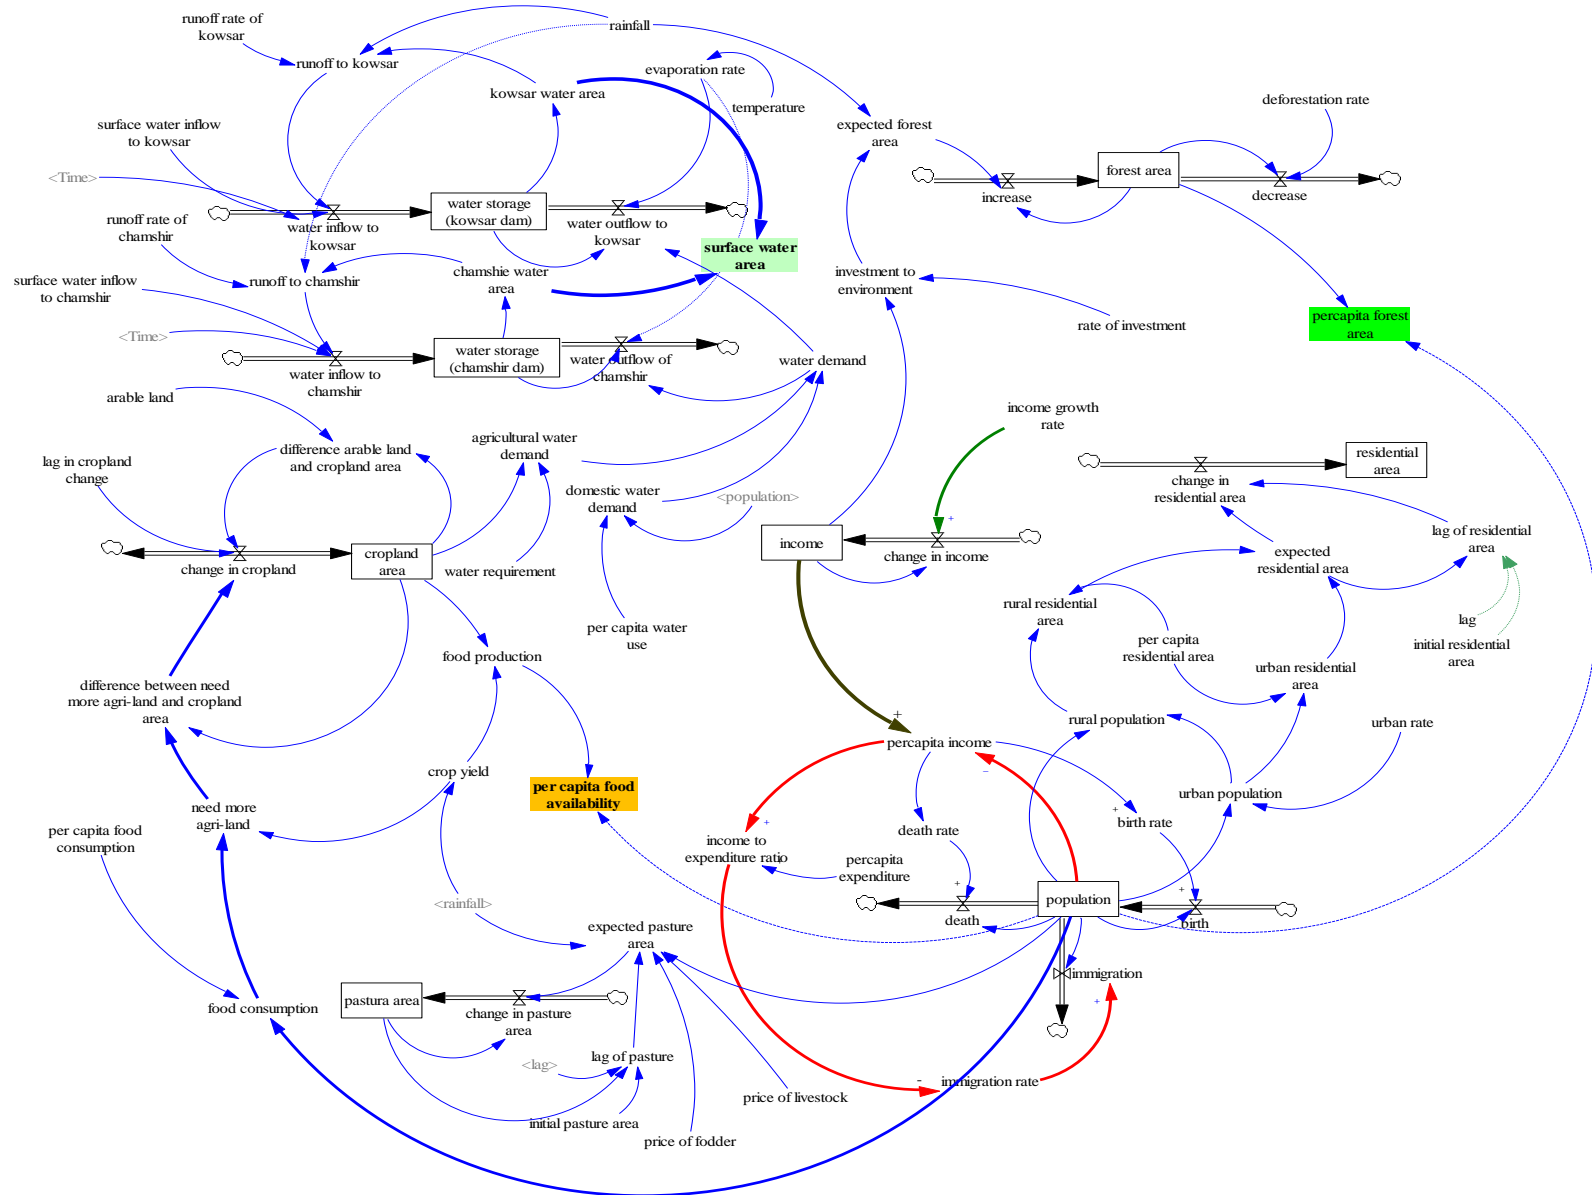 runoff rate of
kowsar
rainfall
runoff to kowsar
evaporation rate
kowsar water area
temperature
deforestation rate
surface water inflow
to kowsar
expected forest
area
<Time>
forest area
increase
decrease
water storage
(kowsar dam)
water inflow to
kowsar
water outflow to
kowsar
runoff rate of
chamshir
surface water
area
chamshie water
area
runoff to chamshir
surface water inflow
to chamshir
investment to
environment
rate of investment
percapita forest
area
<Time>
water storage
(chamshir dam)
water inflow to
chamshir
water outflow of
chamshir
water demand
arable land
income growth
rate
difference arable land
and cropland area
agricultural water
demand
residential
area
lag in cropland
change
change in
residential area
domestic water
demand
<population>
+
lag of residential
area
income
change in income
cropland
area
change in cropland
water requirement
expected
residential area
rural residential
area
per capita water
use
per capita
residential area
lag
initial residential
area
food production
urban residential
area
difference between need
more agri-land and cropland
area
+
rural population
urban rate
percapita income
-
crop yield
per capita food
availability
urban population
need more
agri-land
+
+
birth rate
death rate
per capita food
consumption
income to
expenditure ratio
percapita
expenditure
+
+
population
<rainfall>
death
birth
expected pasture
area
immigration
+
pastura area
food consumption
change in pasture
area
<lag>
lag of pasture
-
immigration rate
price of livestock
initial pasture area
price of fodder